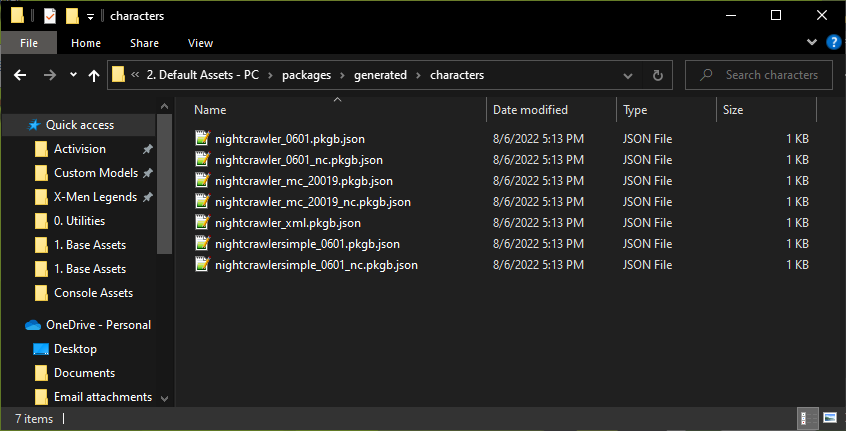 characters
File Home Share View
2. Default Assets - PC packages generated characters
Search characters
Name Date modified Type Size
Quick access
Activision
Custom Models
X-Men Legends
0. Utilities
1. Base Assets
1. Base Assets
Console Assets
OneDrive - Personal
Desktop
Documents
Email attachments
nightcrawler_0601.pkgb.json 8/6/2022 5:13 PM JSON File 1 KB
nightcrawler_0601_nc.pkgb.json 8/6/2022 5:13 PM JSON File 1 KB
nightcrawler_mc_20019.pkgb.json 8/6/2022 5:13 PM JSON File 1 KB
nightcrawler_mc_20019_nc.pkgb.json 8/6/2022 5:13 PM JSON File 1 KB
nightcrawler_xml.pkgb.json 8/6/2022 5:13 PM JSON File 1 KB
nightcrawlersimple_0601.pkgb.json 8/6/2022 5:13 PM JSON File 1 KB
nightcrawlersimple_0601_nc.pkgb.json 8/6/2022 5:13 PM JSON File 1 KB
7 items